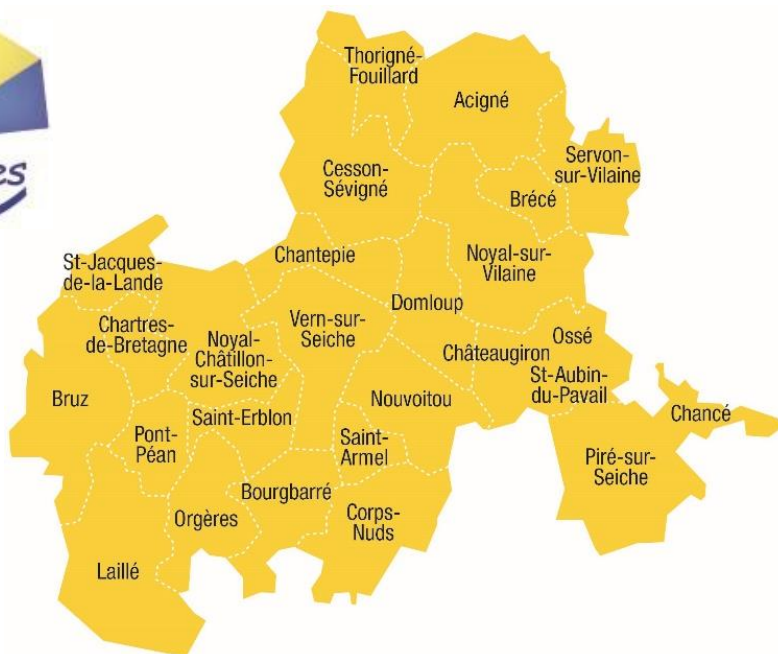 Thorigné-
Fouillard
Acigné
Servon-
sur-Vilaine
Cesson-
Sévigné
Brécé
St-Jacques-
de-la-Lande
Chantepie
Noyal-sur-
Vilaine
Domloup
Chartres-
de-Bretagne
Noyal-
Châtillon-
sur-Seiche
Vern-sur-
Seiche
Châteaugiron
Ossé
St-Aubin-
du-Pavail
Bruz
Nouvoitou
Chancé
Saint-Erblon
Pont-
Péan
Saint-
Armel
Piré-sur-
Seiche
Bourgbarré
Orgères
Corps-
Nuds
Laillé